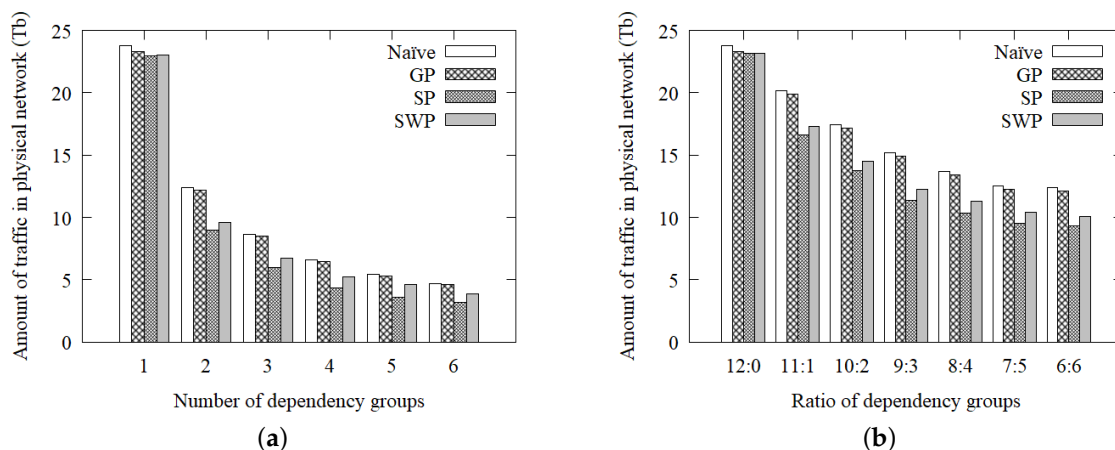 Amount of traffic in physical network (Tb)
25
20
15
10
5
0
Naïve
GP
SP
SWP
1 2 3 4 5 6
Number of dependency groups
(a)
Amount of traffic in physical network (Tb)
25
20
15
10
5
0
Naïve
GP
SP
SWP
12:0 11:1 10:2 9:3 8:4 7:5 6:6
Ratio of dependency groups
(b)